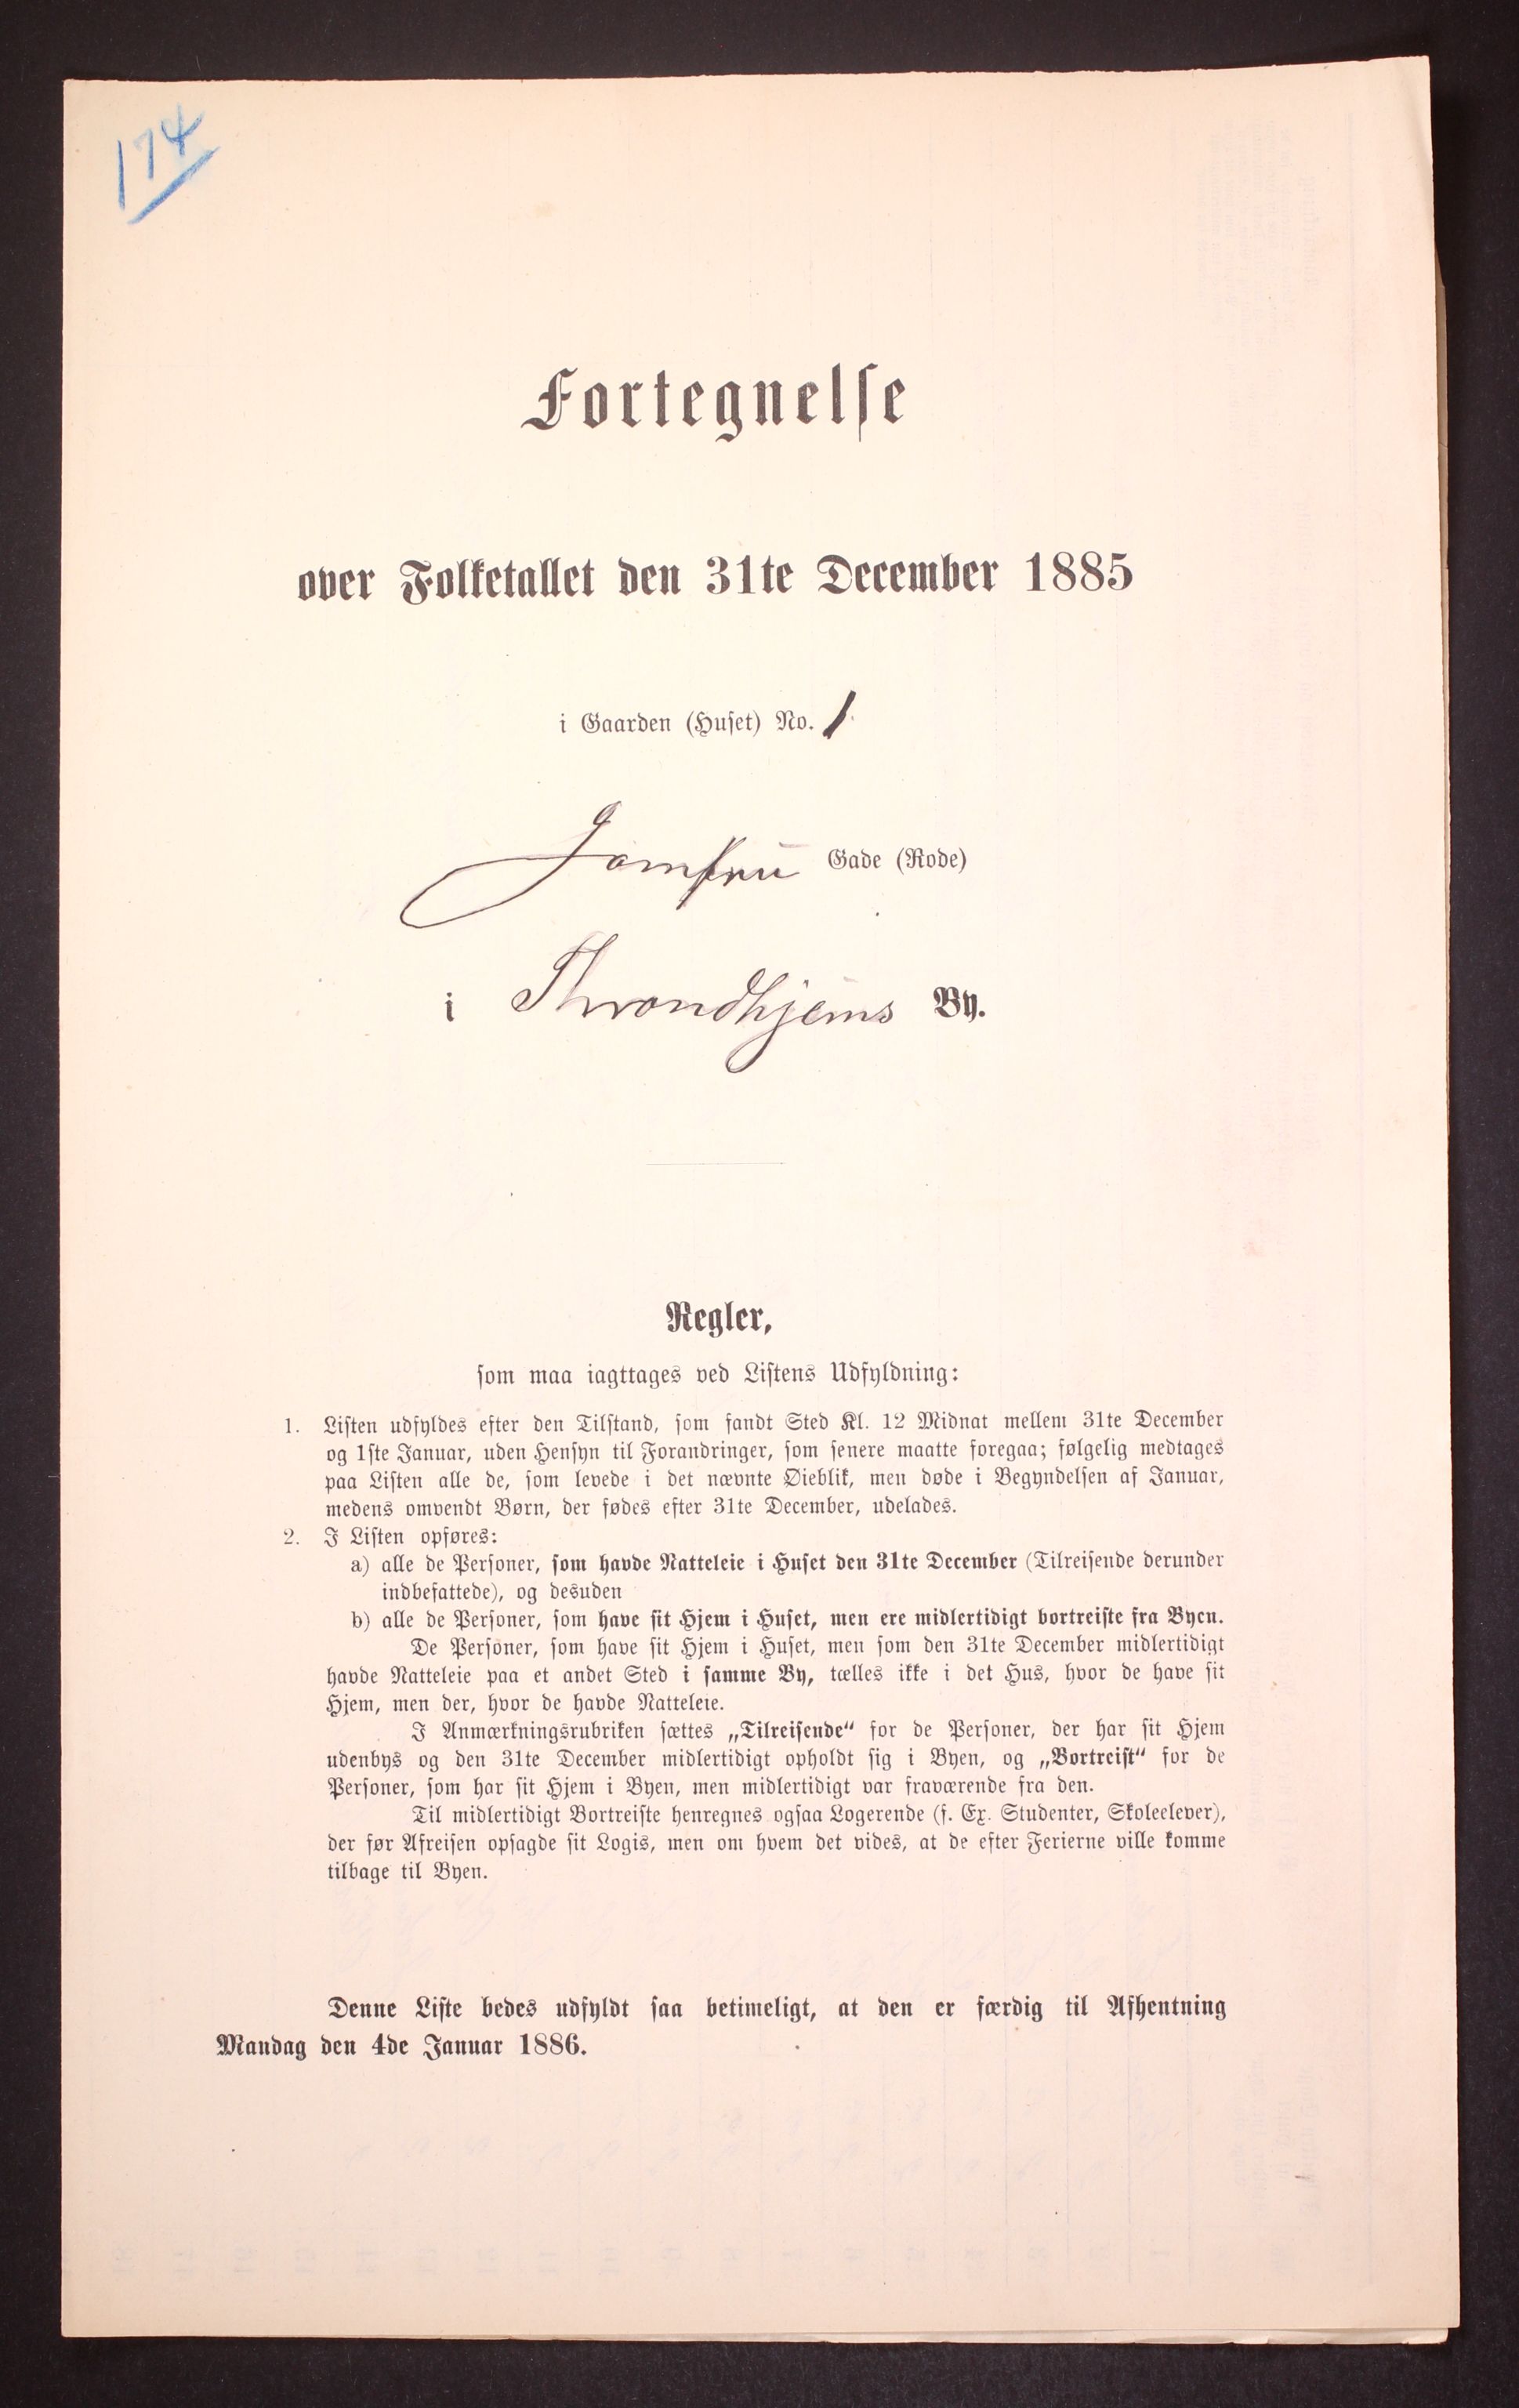 174
Fortegnelse
over Folketallet den 31te December 1885
i Gaarden (Huset) No. 1
Jomfru Gade (Rode)
i Throndhjems By.
Regler,
som maa iagttages ved Listens Udfyldning:
1. Listen udfyldes efter den Tilstand, som fandt Sted Kl. 12 Midnat mellem 31te December
og 1ste Januar, uden Hensyn til Forandringer, som senere maatte foregaa; følgelig medtages
paa Listen alle de, som levede i det nævnte Øieblik, men døde i Begyndelsen af Januar,
medens omvendt Børn, der fødes efter 31te December, udelades.
2. I Listen opføres:
a) alle de Personer, som havde Natteleie i Huset den 31te December (Tilreisende derunder
indbefattede), og desuden
b) alle de Personer, som have sit Hjem i Huset, men ere midlertidigt bortreiste fra Byen.
De Personer, som have sit Hjem i Huset, men som den 31te December midlertidigt
havde Natteleie paa et andet Sted i samme By, tælles ikke i det Hus, hvor de have sit
Hjem, men der, hvor de havde Natteleie.
I Anmærkningsrubriken sættes „Tilreisende“ for de Personer, der har sit Hjem
udenbys og den 31te December midlertidigt opholdt sig i Byen, og „Bortreist“ for de
Personer, som har sit Hjem i Byen, men midlertidigt var fraværende fra den.
Til midlertidigt Bortreiste henregnes ogsaa Logerende (f. Ex. Studenter, Skoleelever),
der før Afreisen opsagde sit Logis, men om hvem det vides, at de efter Ferierne ville komme
tilbage til Byen.
Denne Liste bedes udfyldt saa betimeligt, at den er færdig til Afhentning
Mandag den 4de Januar 1886.